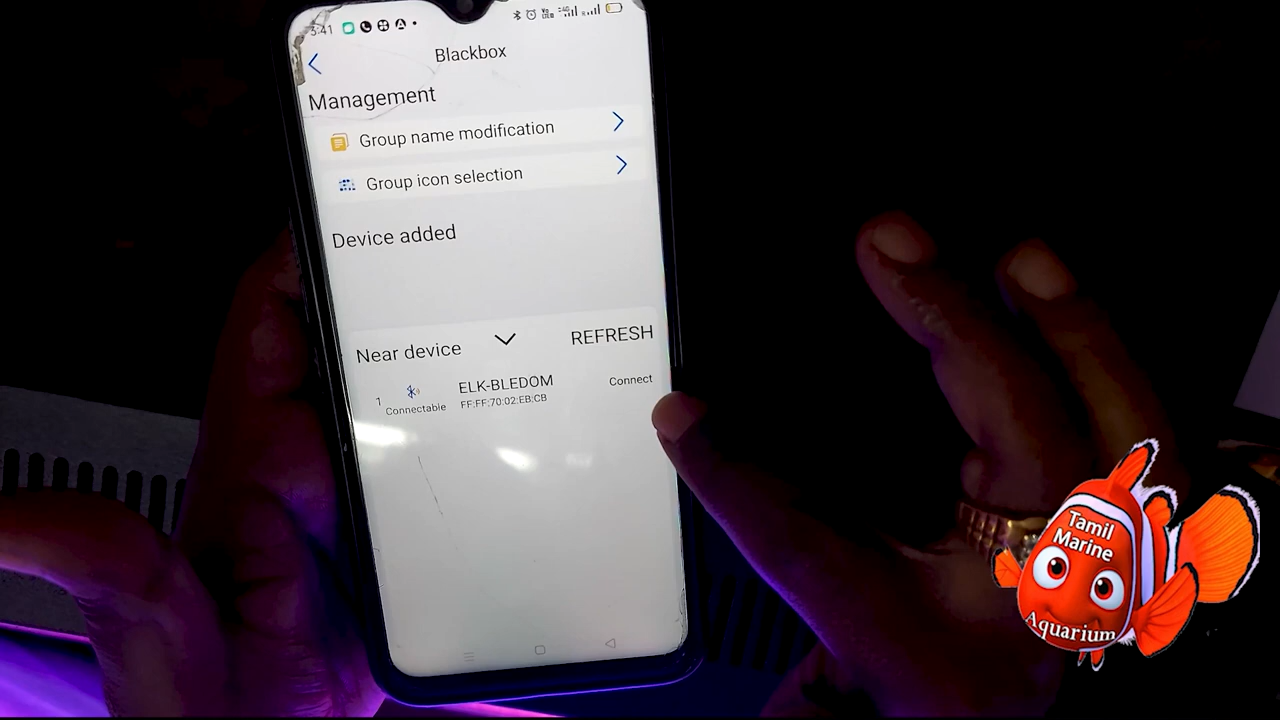 3:41
Blackbox
Management
Group name modification
Group icon selection
Device added
Near device
REFRESH
1
Connectable
ELK-BLEDOM
FF:FF:70:02:EB:CB
Connect
Tamil
Marine
Aquarium